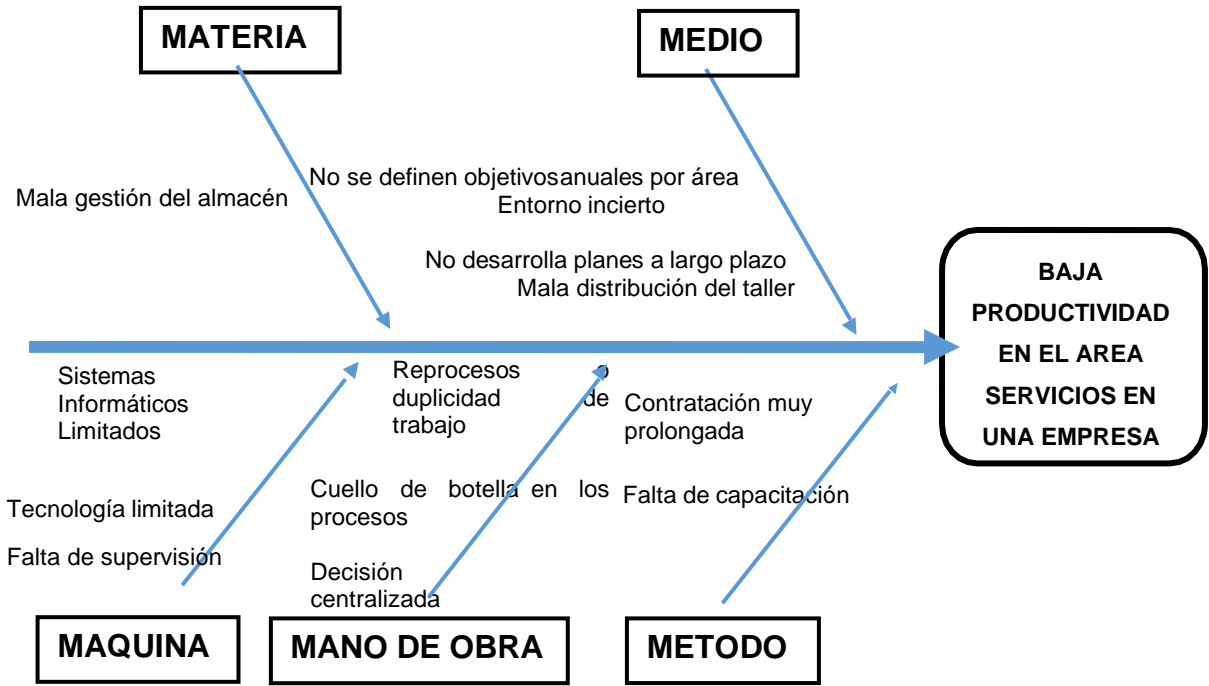 MATERIA
MEDIO
Mala gestión del almacén
No se definen objetivosanuales por área
Entorno incierto
No desarrolla planes a largo plazo
Mala distribución del taller
BAJA
PRODUCTIVIDAD
EN EL AREA
SERVICIOS EN
UNA EMPRESA
Sistemas
Informáticos
Limitados
Tecnología limitada
Falta de supervisión
Reprocesos o
duplicidad de
trabajo
Cuello de botella en los
procesos
Decisión
centralizada
Contratación muy
prolongada
Falta de capacitación
MAQUINA
MANO DE OBRA
METODO